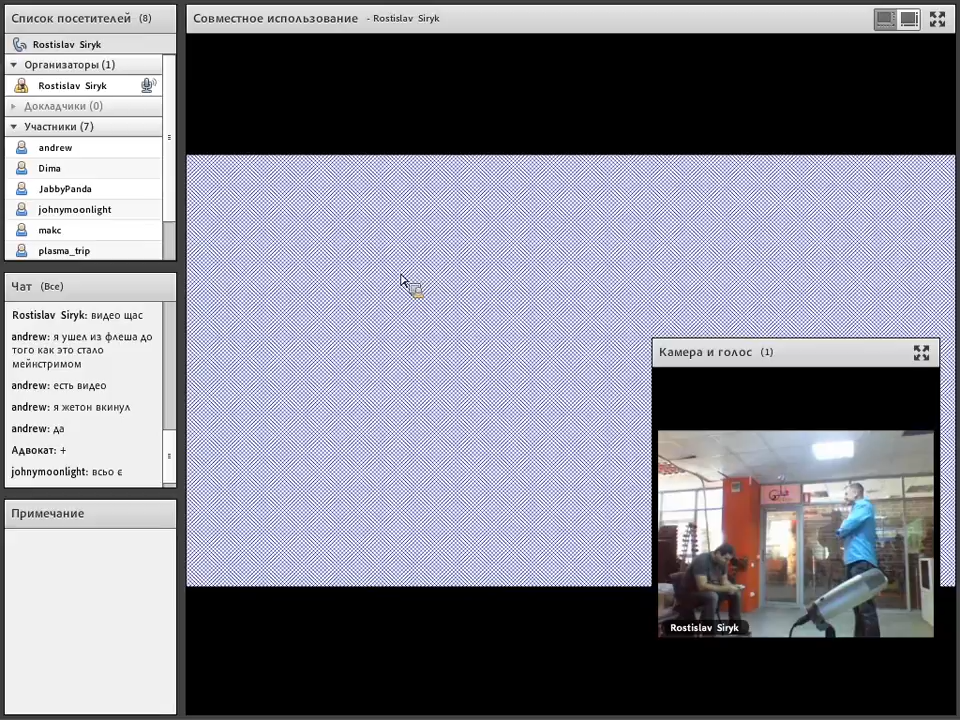 Список посетителей (8)
Rostislav Siryk
Организаторы (1)
Rostislav Siryk
Докладчики (0)
Участники (7)
andrew
Dima
JabbyPanda
johnymoonlight
макс
plasma_trip
Чат (Все)
Rostislav Siryk: видео щас
andrew: я ушел из флеша до
того как это стало
мейнстримом
andrew: есть видео
andrew: я жетон вкинул
andrew: да
Адвокат: +
johnymoonlight: всьо є
Примечание
Совместное использование - Rostislav Siryk
Камера и голос (1)
Rostislav Siryk